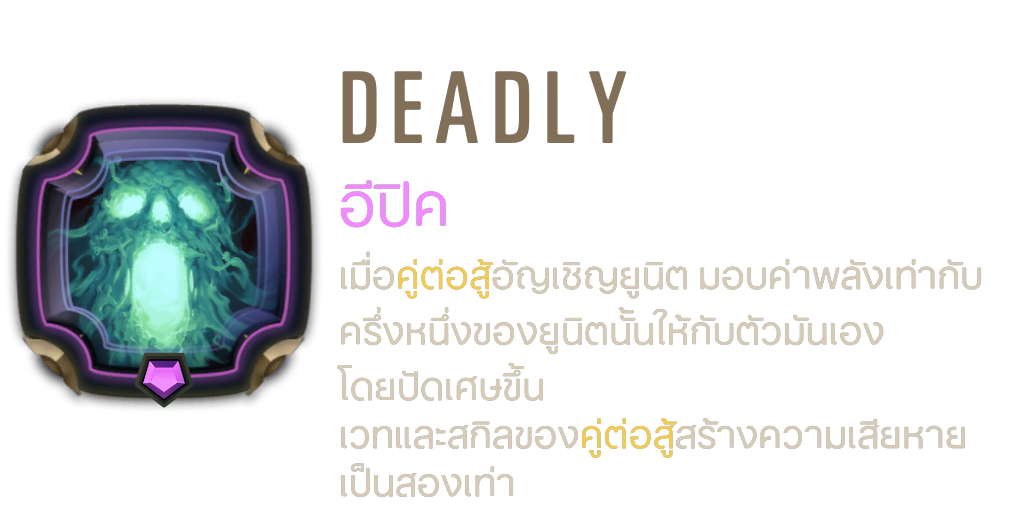 DEADLY
อีปิค
เมื่อคู่ต่อสู้อัญเชิญยูนิต มอบค่าพลังเท่ากับ
ครึ่งหนึ่งของยูนิตนั้นให้กับตัวมันเอง
โดยปัดเศษขึ้น
เวทและสกิลของคู่ต่อสู้สร้างความเสียหาย
เป็นสองเท่า